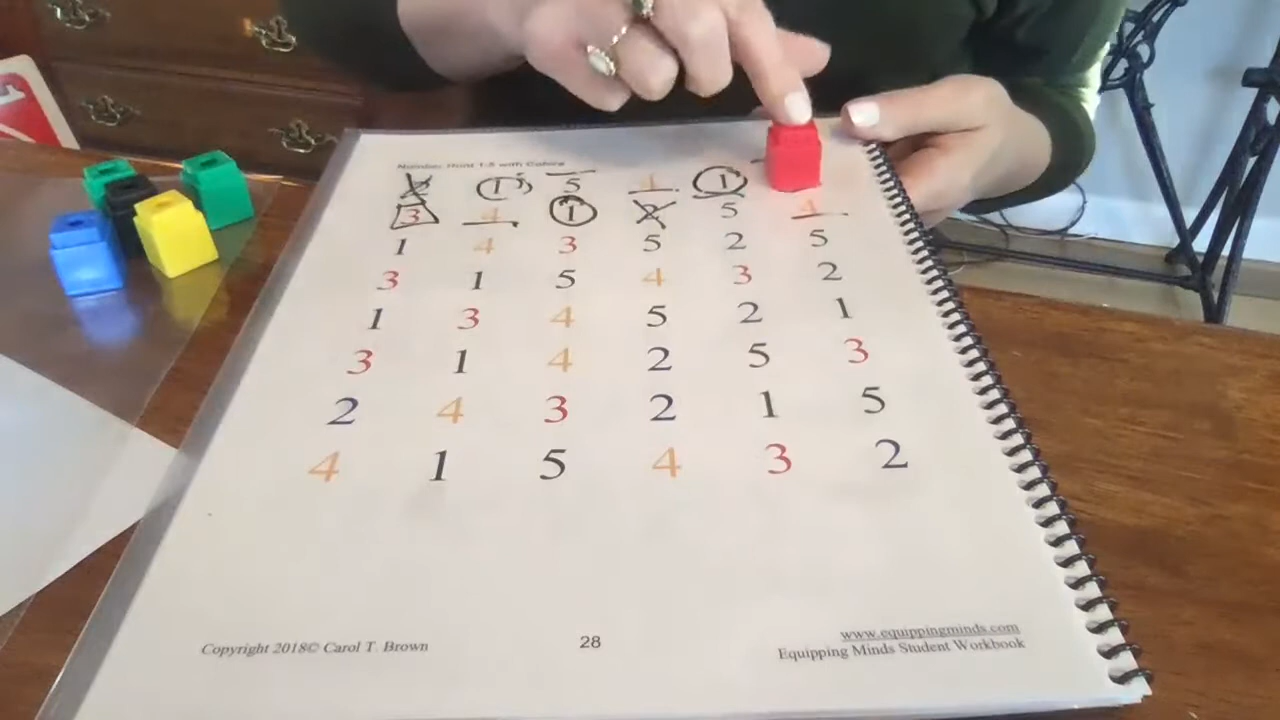 Number Hunt 1-5 with Colors
2 1 5 4 1
3 4 1 2 5 4
1 4 3 5 2 5
3 1 5 4 3 2
1 3 4 5 2 1
3 1 4 2 5 3
2 4 3 2 1 5
4 1 5 4 3 2
Copyright 2018© Carol T. Brown
28
www.equippingminds.com
Equipping Minds Student Workbook